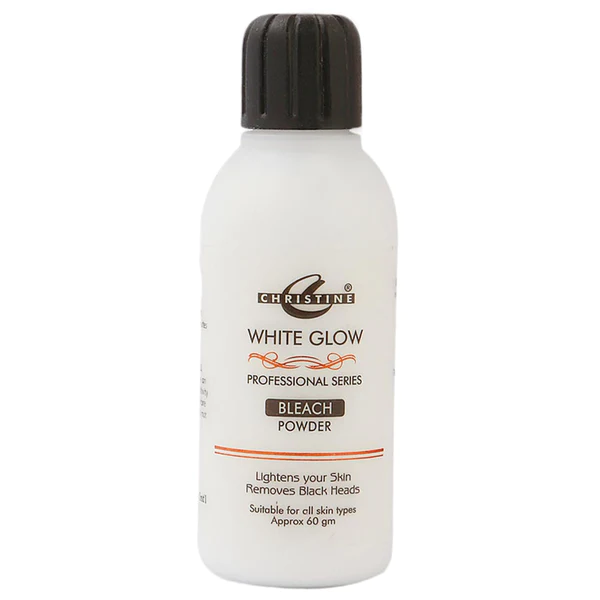 CHRISTINE®
WHITE GLOW
PROFESSIONAL SERIES
BLEACH
POWDER
Lightens your Skin
Removes Black Heads
Suitable for all skin types
Approx 60 gm